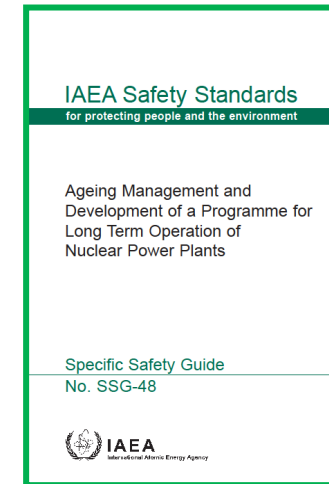 IAEA Safety Standards
for protecting people and the environment
Ageing Management and
Development of a Programme for
Long Term Operation of
Nuclear Power Plants
Specific Safety Guide
No. SSG-48
IAEA
International Atomic Energy Agency